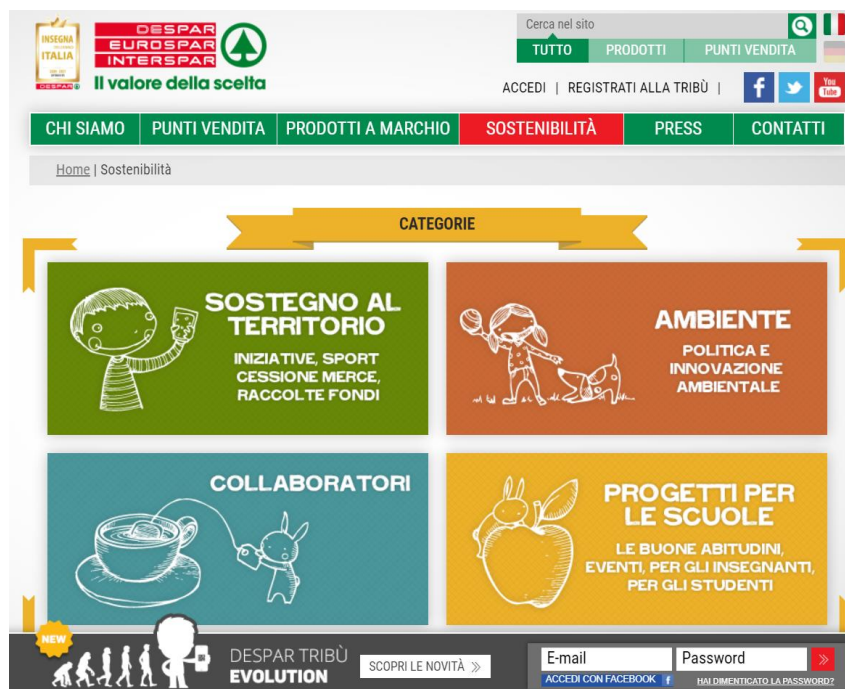 INSEGNA
ITALIA
DESPAR
DESPAR
EUROSPAR
INTERSPAR
Il valore della scelta
Cerca nel sito
TUTTO PRODOTTI PUNTI VENDITA
ACCEDI | REGISTRATI ALLA TRIBÙ |
f
You
Tube
CHI SIAMO PUNTI VENDITA PRODOTTI A MARCHIO SOSTENIBILITÀ PRESS CONTATTI
Home | Sostenibilità
CATEGORIE
SOSTEGNO AL
TERRITORIO
INIZIATIVE, SPORT
CESSIONE MERCE,
RACCOLTE FONDI
AMBIENTE
POLITICA E
INNOVAZIONE
AMBIENTALE
COLLABORATORI
PROGETTI PER
LE SCUOLE
LE BUONE ABITUDINI,
EVENTI, PER GLI INSEGNANTI,
PER GLI STUDENTI
NEW
DESPAR TRIBÙ
EVOLUTION
SCOPRI LE NOVITÀ »
E-mail Password »
ACCEDI CON FACEBOOK f HAI DIMENTICATO LA PASSWORD?